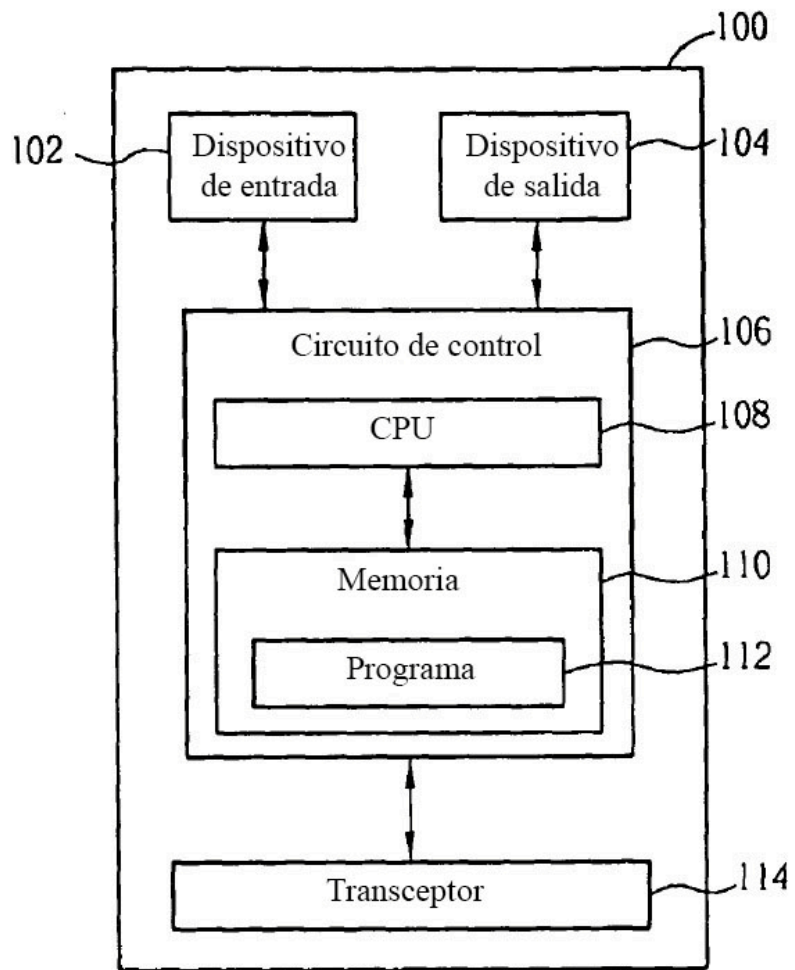 100
102
Dispositivo
de entrada
Dispositivo
de salida
104
Circuito de control
106
CPU
108
Memoria
110
Programa
112
Transceptor
114